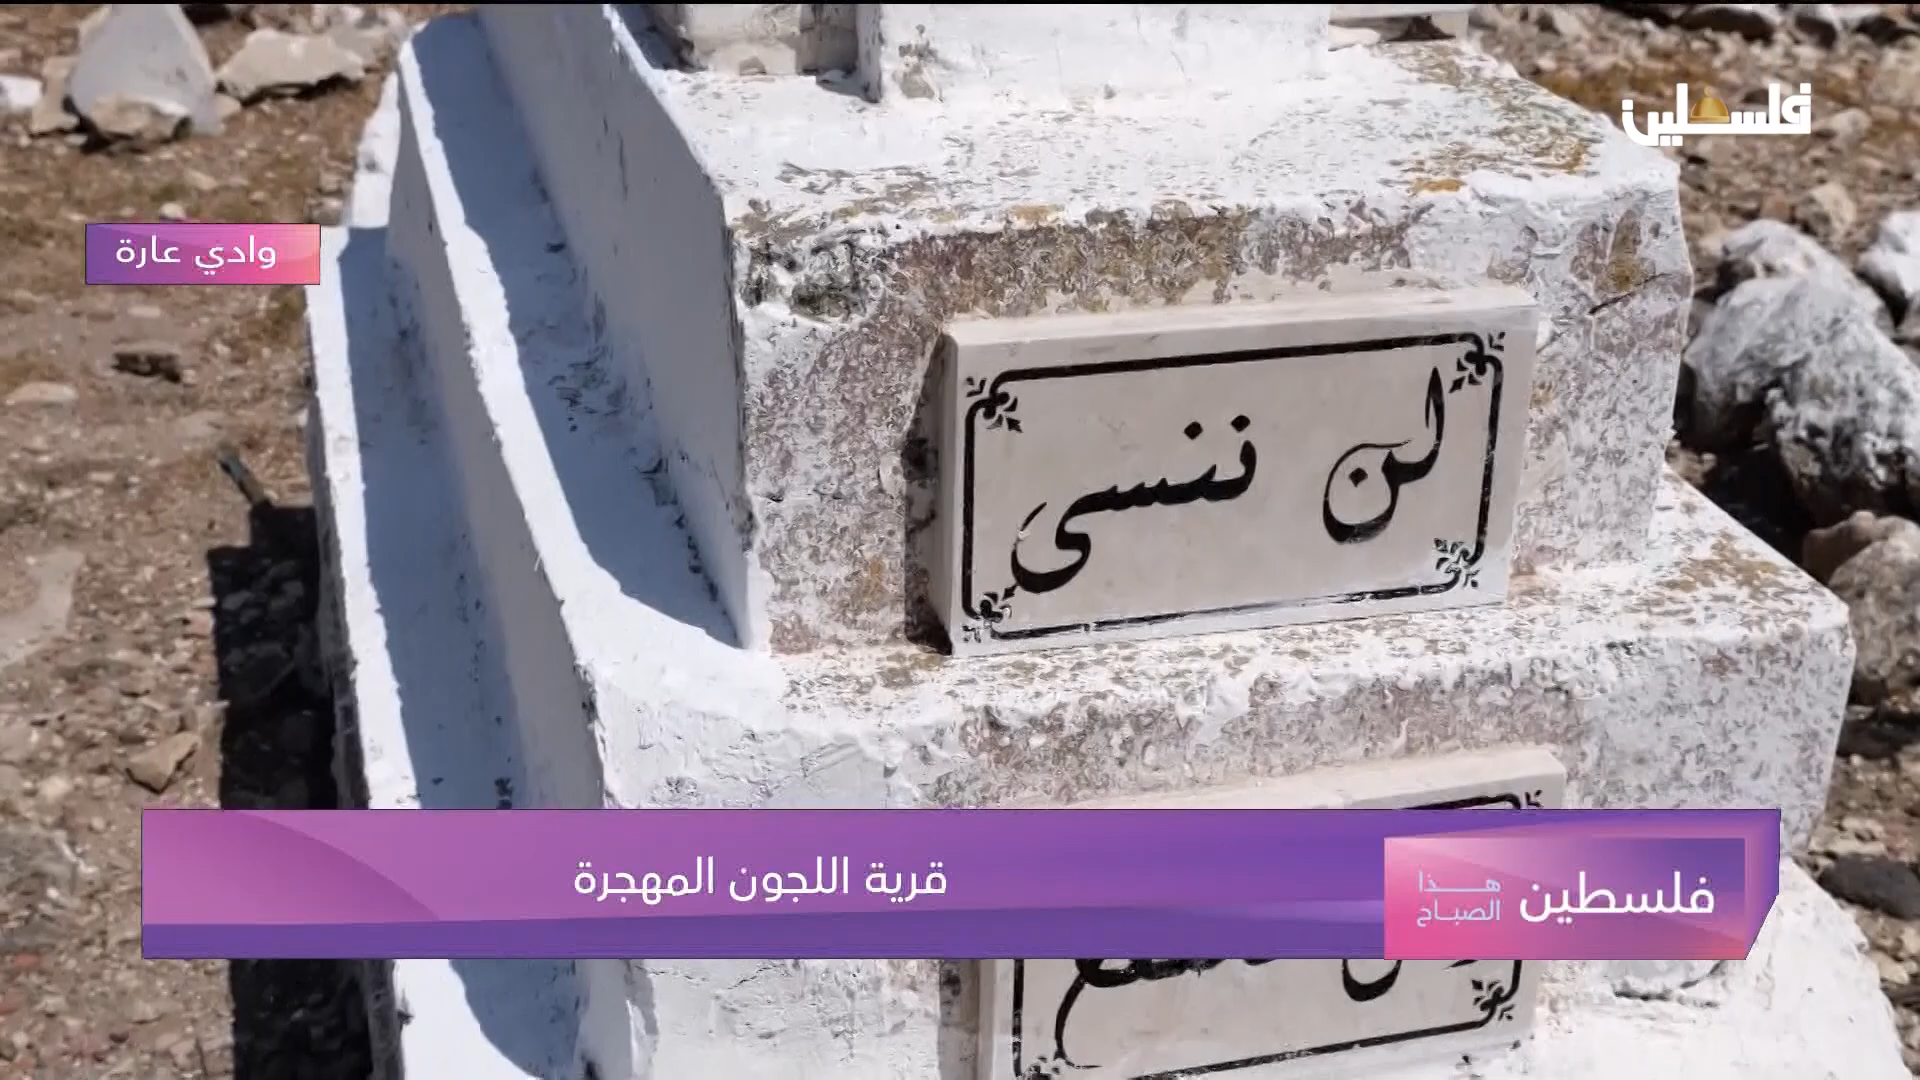 فلسطين
وادي عارة
لن ننسى
قرية اللجون المهجرة
فلسطين
هذا
الصباح